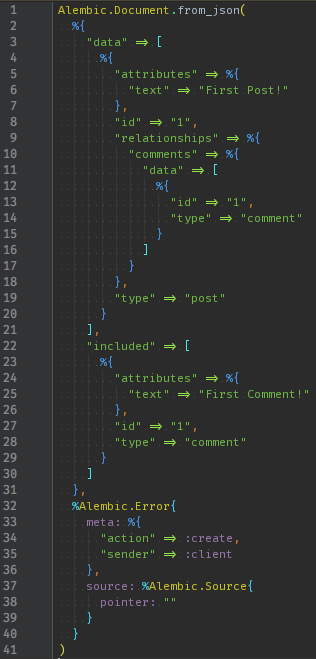 1 Alembic.Document.from_json(
2   %{
3     "data" => [
4       %{
5         "attributes" => %{
6           "text" => "First Post!"
7         },
8         "id" => "1",
9         "relationships" => %{
10           "comments" => %{
11             "data" => [
12               %{
13                 "id" => "1",
14                 "type" => "comment"
15               }
16             ]
17           }
18         },
19         "type" => "post"
20       }
21     ],
22     "included" => [
23       %{
24         "attributes" => %{
25           "text" => "First Comment!"
26         },
27         "id" => "1",
28         "type" => "comment"
29       }
30     ]
31   },
32   %Alembic.Error{
33     meta: %{
34       "action" => :create,
35       "sender" => :client
36     },
37     source: %Alembic.Source{
38       pointer: ""
39     }
40   }
41 )